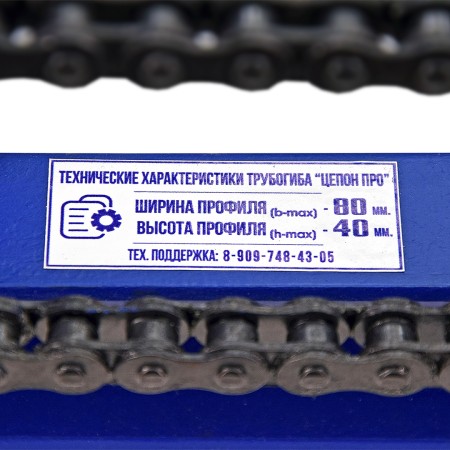 ТЕХНИЧЕСКИЕ ХАРАКТЕРИСТИКИ ТРУБОГИБА "ЦЕПОН ПРО"
ШИРИНА ПРОФИЛЯ (b-max) - 80 мм.
ВЫСОТА ПРОФИЛЯ (h-max) - 40 мм.
ТЕХ. ПОДДЕРЖКА: 8-909-748-43-05